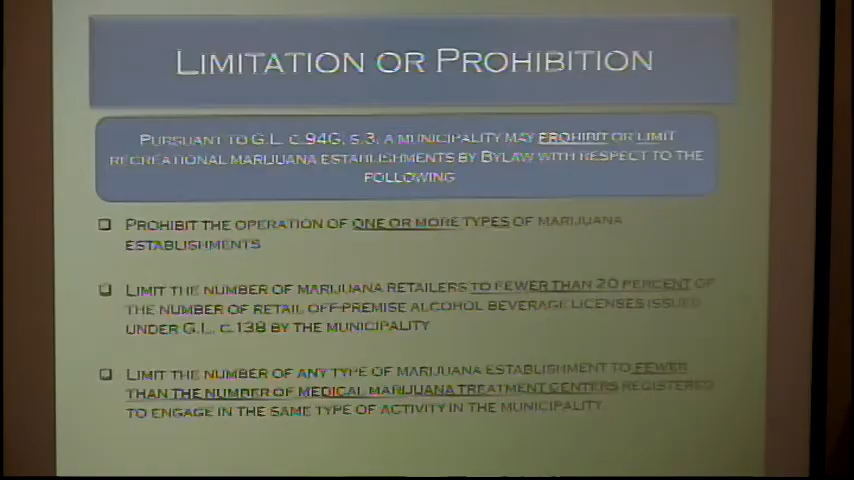 LIMITATION OR PROHIBITION
PURSUANT TO G.L. C.94G, S.3, A MUNICIPALITY MAY PROHIBIT OR LIMIT
RECREATIONAL MARIJUANA ESTABLISHMENTS BY BYLAW WITH RESPECT TO THE
FOLLOWING
PROHIBIT THE OPERATION OF ONE OR MORE TYPES OF MARIJUANA
ESTABLISHMENTS
LIMIT THE NUMBER OF MARIJUANA RETAILERS TO FEWER THAN 20 PERCENT OF
THE NUMBER OF RETAIL OFF-PREMISE ALCOHOL BEVERAGE LICENSES ISSUED
UNDER G.L. C.138 BY THE MUNICIPALITY
LIMIT THE NUMBER OF ANY TYPE OF MARIJUANA ESTABLISHMENT TO FEWER
THAN THE NUMBER OF MEDICAL MARIJUANA TREATMENT CENTERS REGISTERED
TO ENGAGE IN THE SAME TYPE OF ACTIVITY IN THE MUNICIPALITY